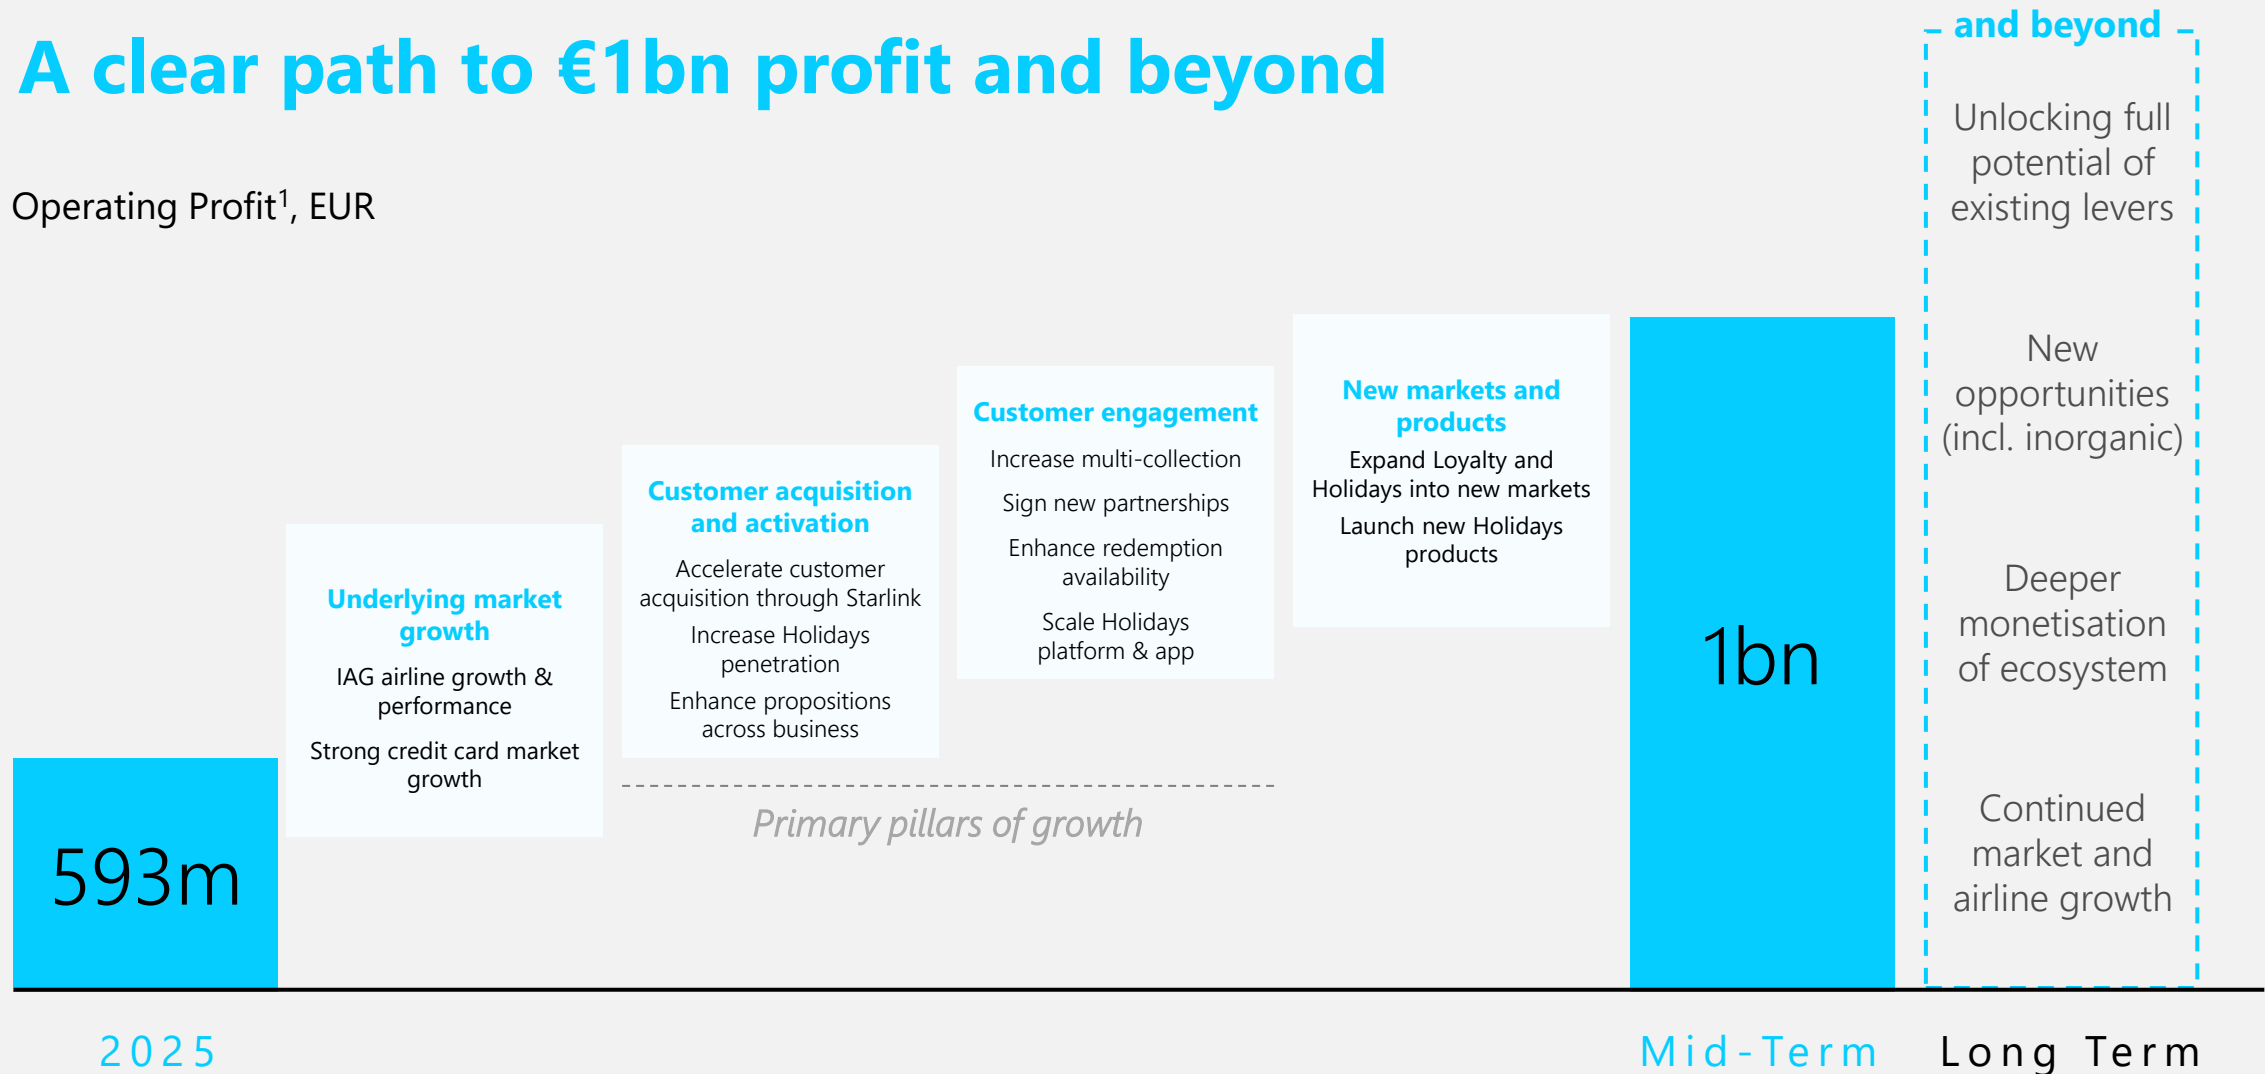 A clear path to €1bn profit and beyond
Operating Profit¹, EUR
593m
Underlying market
growth
IAG airline growth &
performance
Strong credit card market
growth
Customer acquisition
and activation
Accelerate customer
acquisition through Starlink
Increase Holidays
penetration
Enhance propositions
across business
Customer engagement
Increase multi-collection
Sign new partnerships
Enhance redemption
availability
Scale Holidays
platform & app
Primary pillars of growth
New markets and
products
Expand Loyalty and
Holidays into new markets
Launch new Holidays
products
1bn
and beyond
Unlocking full
potential of
existing levers
New
opportunities
(incl. inorganic)
Deeper
monetisation
of ecosystem
Continued
market and
airline growth
2025
Mid-Term
Long Term